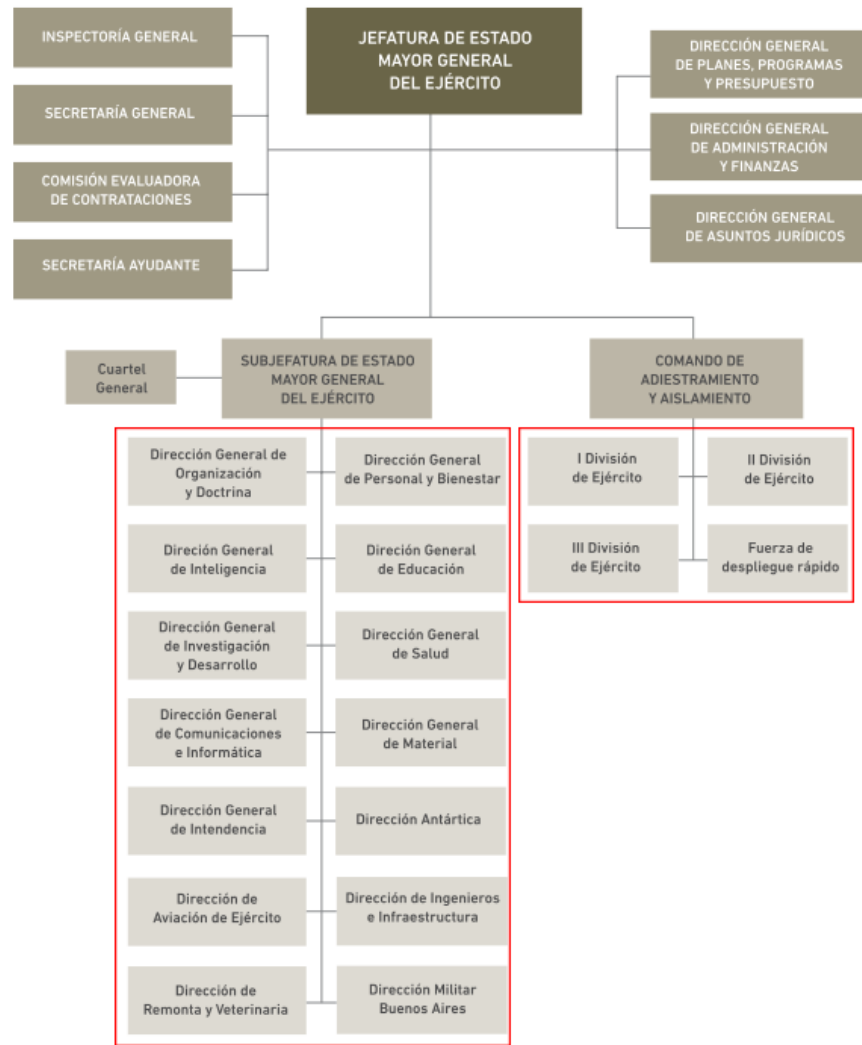 INSPECTORÍA GENERAL
SECRETARÍA GENERAL
COMISIÓN EVALUADORA
DE CONTRATACIONES
SECRETARÍA AYUDANTE
JEFATURA DE ESTADO
MAYOR GENERAL
DEL EJÉRCITO
DIRECCIÓN GENERAL
DE PLANES, PROGRAMAS
Y PRESUPUESTO
DIRECCIÓN GENERAL
DE ADMINISTRACIÓN
Y FINANZAS
DIRECCIÓN GENERAL
DE ASUNTOS JURÍDICOS
Cuartel
General
SUBJEFATURA DE ESTADO
MAYOR GENERAL
DEL EJÉRCITO
COMANDO DE
ADIESTRAMIENTO
Y AISLAMIENTO
Dirección General de
Organización
y Doctrina
Dirección General
de Personal y Bienestar
Direción General
de Inteligencia
Direción General
de Educación
Dirección General
de Investigación
y Desarrollo
Dirección General
de Salud
Dirección General
de Comunicaciones
e Informática
Dirección General
de Material
Dirección General
de Intendencia
Dirección Antártica
Dirección de
Aviación de Ejército
Dirección de Ingenieros
e Infraestructura
Dirección de
Remonta y Veterinaria
Dirección Militar
Buenos Aires
I División
de Ejército
II División
de Ejército
III División
de Ejército
Fuerza de
despliegue rápido